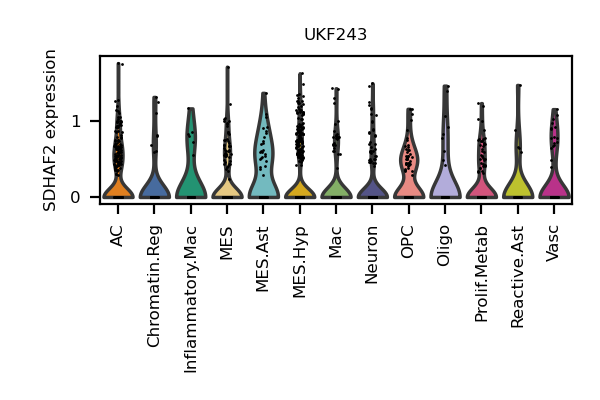 UKF243
SDHAF2 expression
1
0
AC
Chromatin.Reg
Inflammatory.Mac
MES
MES.Ast
MES.Hyp
Mac
Neuron
OPC
Oligo
Prolif.Metab
Reactive.Ast
Vasc